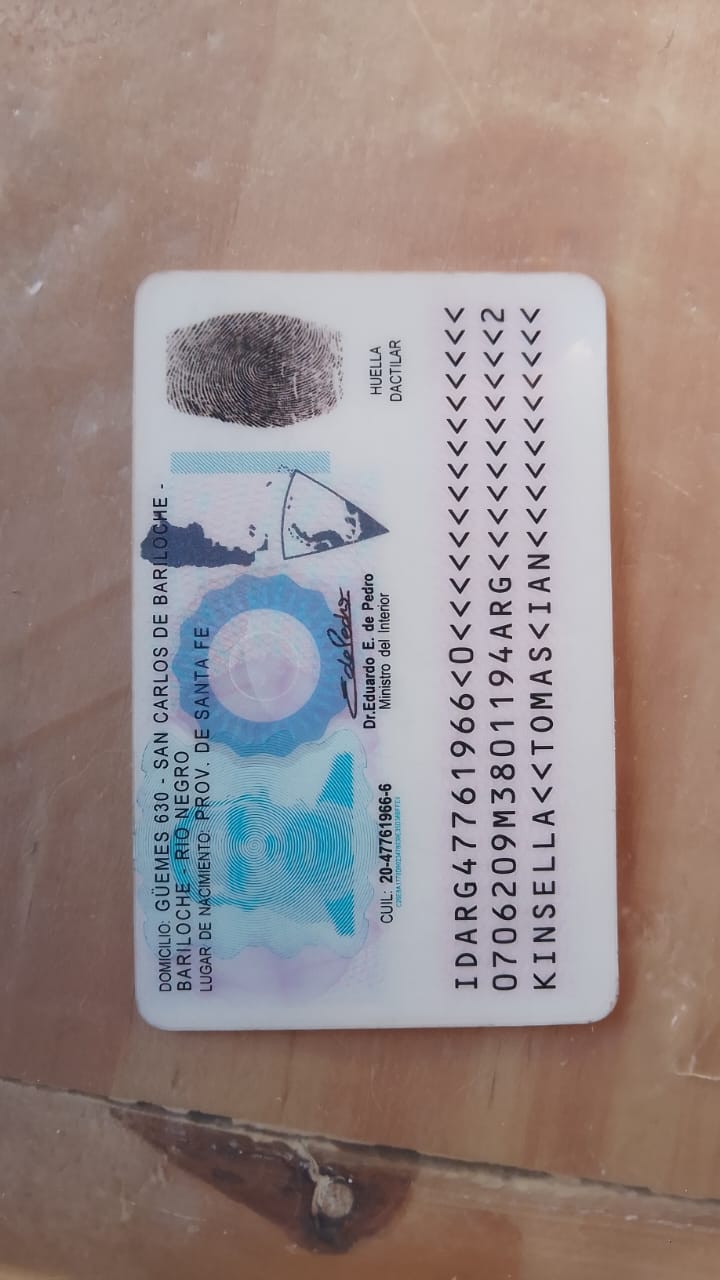 DOMICILIO: GÜEMES 630 - SAN CARLOS DE BARILOCHE -
BARILOCHE - RIO NEGRO
LUGAR DE NACIMIENTO: PROV. DE SANTA FE
Dr.Eduardo E. de Pedro
Ministro del Interior
CUIL: 20-47761966-6
HUELLA
DACTILAR
IDARG47761966<0<<<<<<<<<<<<<<<
0706209M3801194ARG<<<<<<<<<<<2
KINSELLA<<TOMAS<IAN<<<<<<<<<<<